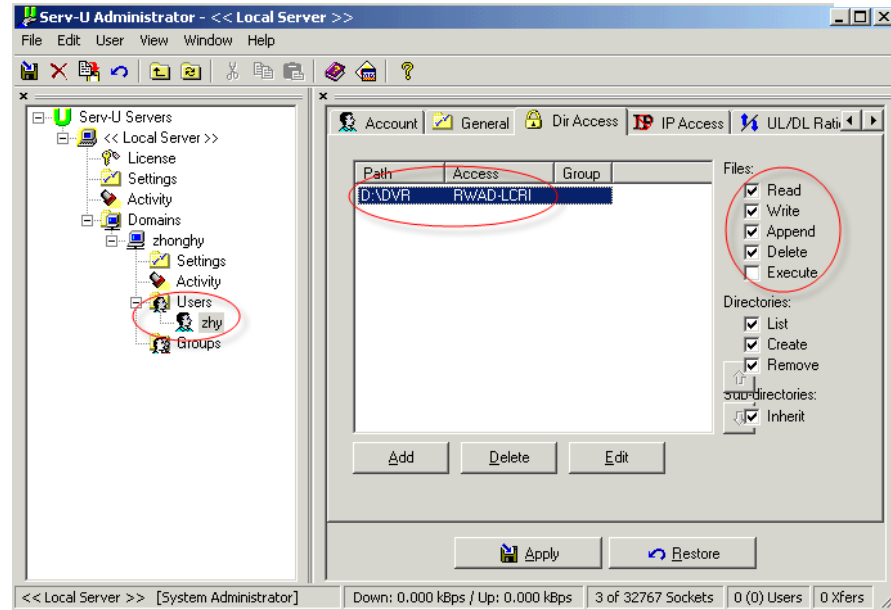 Serv-U Administrator - << Local Server >>
File Edit User View Window Help
Serv-U Servers
<< Local Server >>
License
Settings
Activity
Domains
zhonghy
Settings
Activity
Users
zhy
Groups
Account General Dir Access IP Access UL/DL Rati
Path Access Group
D:\DVR RWAD-LCRI
Files:
Read
Write
Append
Delete
Execute
Directories:
List
Create
Remove
Sub-directories:
Inherit
Add Delete Edit
Apply Restore
<< Local Server >> [System Administrator] Down: 0.000 kBps / Up: 0.000 kBps 3 of 32767 Sockets 0 (0) Users 0 Xfers